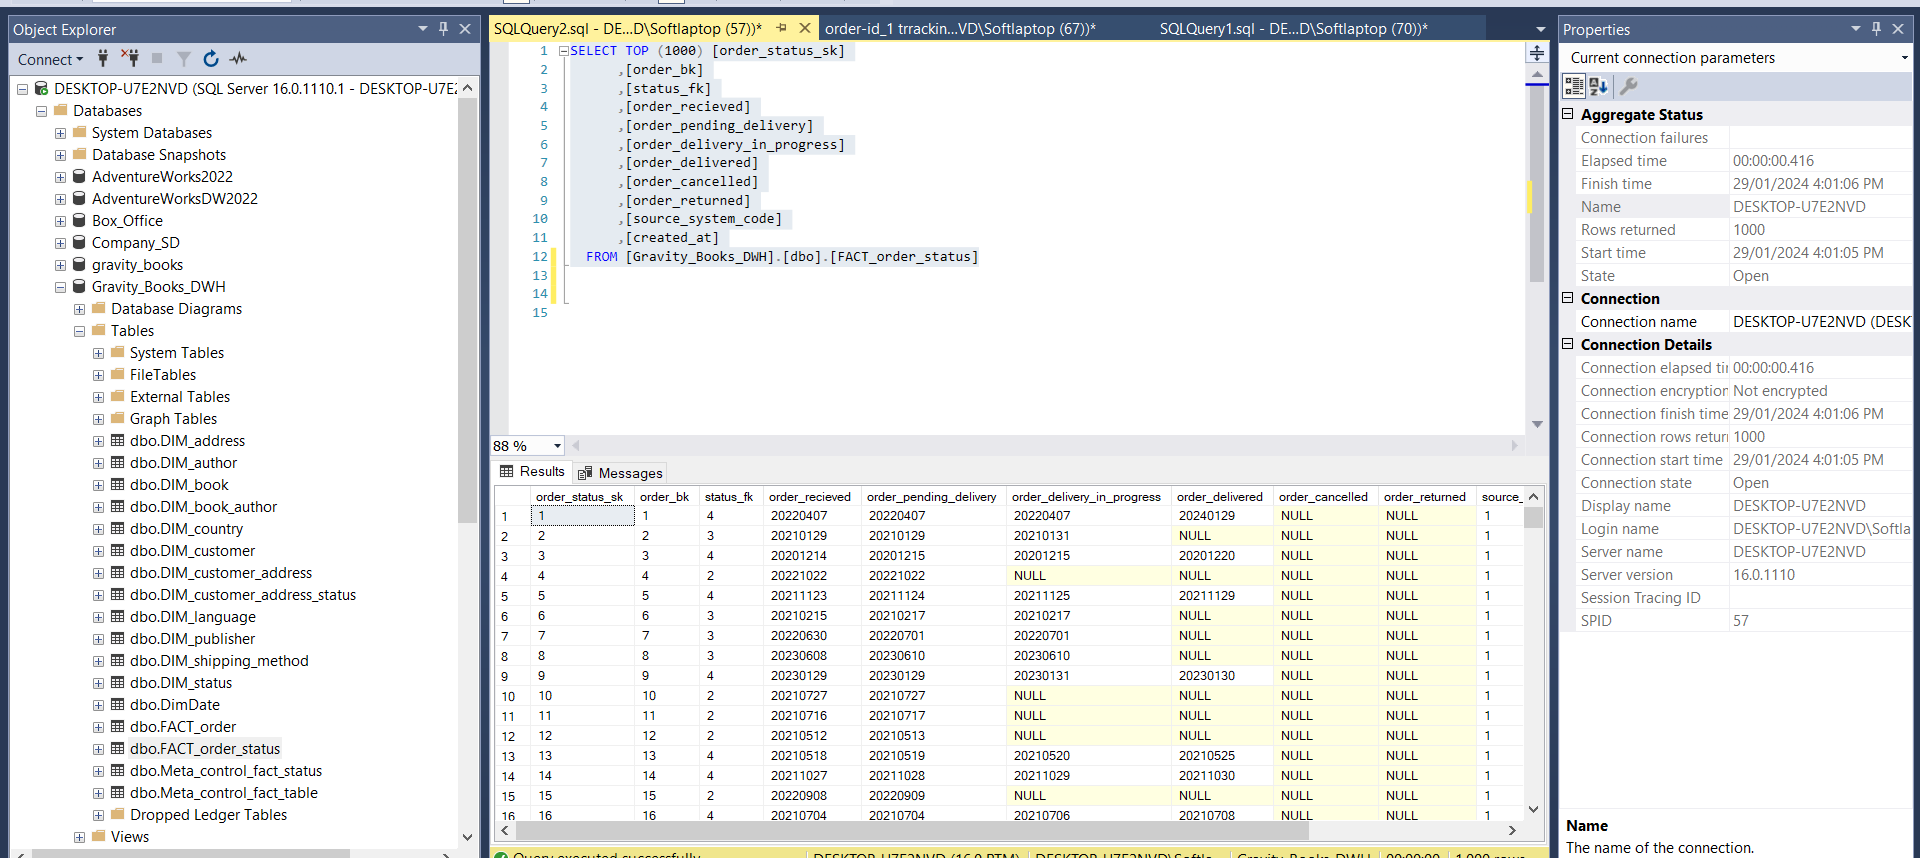 Object Explorer
Connect
DESKTOP-U7E2NVD (SQL Server 16.0.1110.1 - DESKTOP-U7E2
Databases
System Databases
Database Snapshots
AdventureWorks2022
AdventureWorksDW2022
Box_Office
Company_SD
gravity_books
Gravity_Books_DWH
Database Diagrams
Tables
System Tables
FileTables
External Tables
Graph Tables
dbo.DIM_address
dbo.DIM_author
dbo.DIM_book
dbo.DIM_book_author
dbo.DIM_country
dbo.DIM_customer
dbo.DIM_customer_address
dbo.DIM_customer_address_status
dbo.DIM_language
dbo.DIM_publisher
dbo.DIM_shipping_method
dbo.DIM_status
dbo.DimDate
dbo.FACT_order
dbo.FACT_order_status
dbo.Meta_control_fact_status
dbo.Meta_control_fact_table
Dropped Ledger Tables
Views
SQLQuery2.sql - DE...D\Softlaptop (57))* order-id_1 trrackin...VD\Softlaptop (67))* SQLQuery1.sql - DE...D\Softlaptop (70))*
1 SELECT TOP (1000) [order_status_sk]
2 ,[order_bk]
3 ,[status_fk]
4 ,[order_recieved]
5 ,[order_pending_delivery]
6 ,[order_delivery_in_progress]
7 ,[order_delivered]
8 ,[order_cancelled]
9 ,[order_returned]
10 ,[source_system_code]
11 ,[created_at]
12 FROM [Gravity_Books_DWH].[dbo].[FACT_order_status]
13
14
15
88 %
Results Messages
order_status_sk order_bk status_fk order_recieved order_pending_delivery order_delivery_in_progress order_delivered order_cancelled order_returned source_
1 1 1 4 20220407 20220407 20220407 20240129 NULL NULL 1
2 2 2 3 20210129 20210129 20210131 NULL NULL NULL 1
3 3 3 4 20201214 20201215 20201215 20201220 NULL NULL 1
4 4 4 2 20221022 20221022 NULL NULL NULL NULL 1
5 5 5 4 20211123 20211124 20211125 20211129 NULL NULL 1
6 6 6 3 20210215 20210217 20210217 NULL NULL NULL 1
7 7 7 3 20220630 20220701 20220701 NULL NULL NULL 1
8 8 8 3 20230608 20230610 20230610 NULL NULL NULL 1
9 9 9 4 20230129 20230129 20230131 20230130 NULL NULL 1
10 10 10 2 20210727 20210727 NULL NULL NULL NULL 1
11 11 11 2 20210716 20210717 NULL NULL NULL NULL 1
12 12 12 2 20210512 20210513 NULL NULL NULL NULL 1
13 13 13 4 20210518 20210519 20210520 20210525 NULL NULL 1
14 14 14 4 20211027 20211028 20211029 20211030 NULL NULL 1
15 15 15 2 20220908 20220909 NULL NULL NULL NULL 1
16 16 16 4 20210704 20210704 20210706 20210708 NULL NULL 1
Query executed successfully DESKTOP-U7E2NVD (16.0 RTM) DESKTOP-U7E2NVD\Softla... Gravity_Books_DWH 00:00:00 1,000 rows
Properties
Current connection parameters
Aggregate Status
Connection failures
Elapsed time 00:00:00.416
Finish time 29/01/2024 4:01:06 PM
Name DESKTOP-U7E2NVD
Rows returned 1000
Start time 29/01/2024 4:01:05 PM
State Open
Connection
Connection name DESKTOP-U7E2NVD (DESK
Connection Details
Connection elapsed tir 00:00:00.416
Connection encryption Not encrypted
Connection finish time 29/01/2024 4:01:06 PM
Connection rows returr 1000
Connection start time 29/01/2024 4:01:05 PM
Connection state Open
Display name DESKTOP-U7E2NVD
Login name DESKTOP-U7E2NVD\Softla
Server name DESKTOP-U7E2NVD
Server version 16.0.1110
Session Tracing ID
SPID 57
Name
The name of the connection.